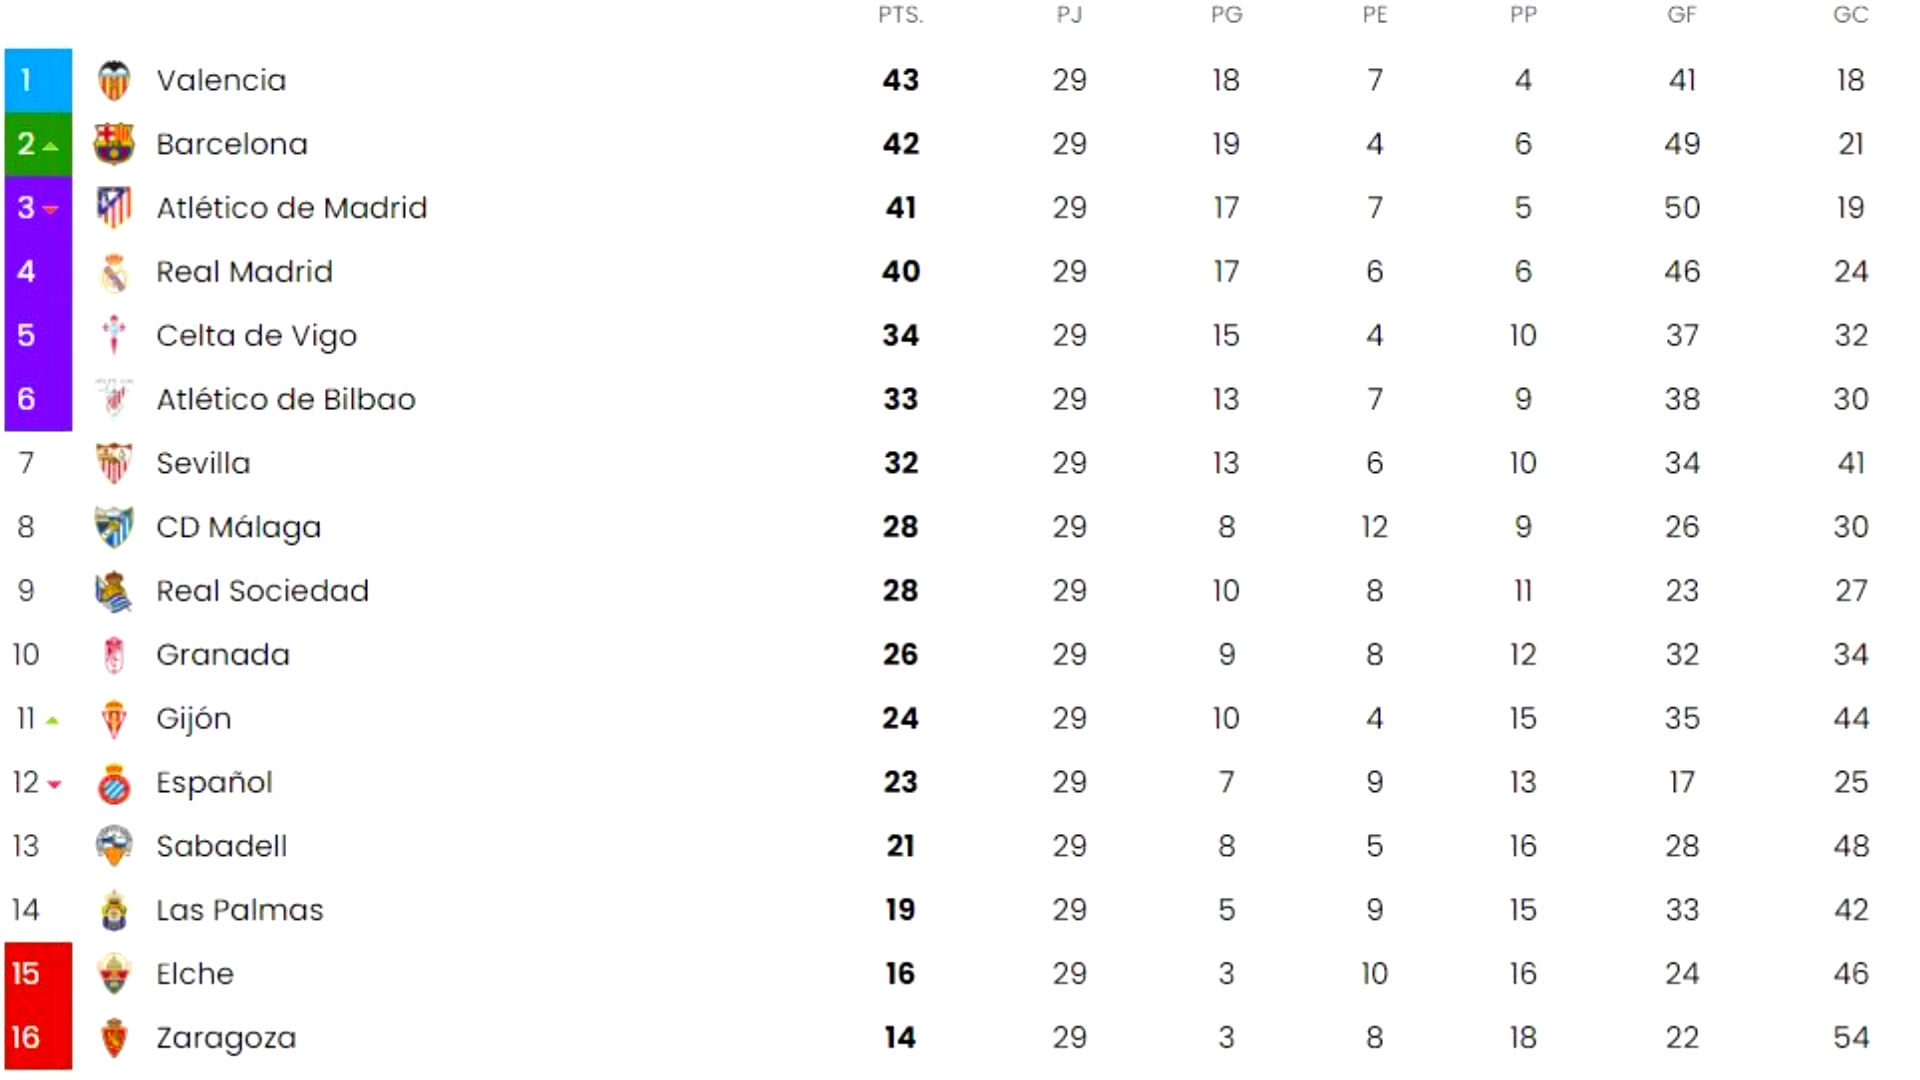 PTS. PJ PG PE PP GF GC
1 Valencia 43 29 18 7 4 41 18
2 Barcelona 42 29 19 4 6 49 21
3 Atlético de Madrid 41 29 17 7 5 50 19
4 Real Madrid 40 29 17 6 6 46 24
5 Celta de Vigo 34 29 15 4 10 37 32
6 Atlético de Bilbao 33 29 13 7 9 38 30
7 Sevilla 32 29 13 6 10 34 41
8 CD Málaga 28 29 8 12 9 26 30
9 Real Sociedad 28 29 10 8 11 23 27
10 Granada 26 29 9 8 12 32 34
11 Gijón 24 29 10 4 15 35 44
12 Español 23 29 7 9 13 17 25
13 Sabadell 21 29 8 5 16 28 48
14 Las Palmas 19 29 5 9 15 33 42
15 Elche 16 29 3 10 16 24 46
16 Zaragoza 14 29 3 8 18 22 54